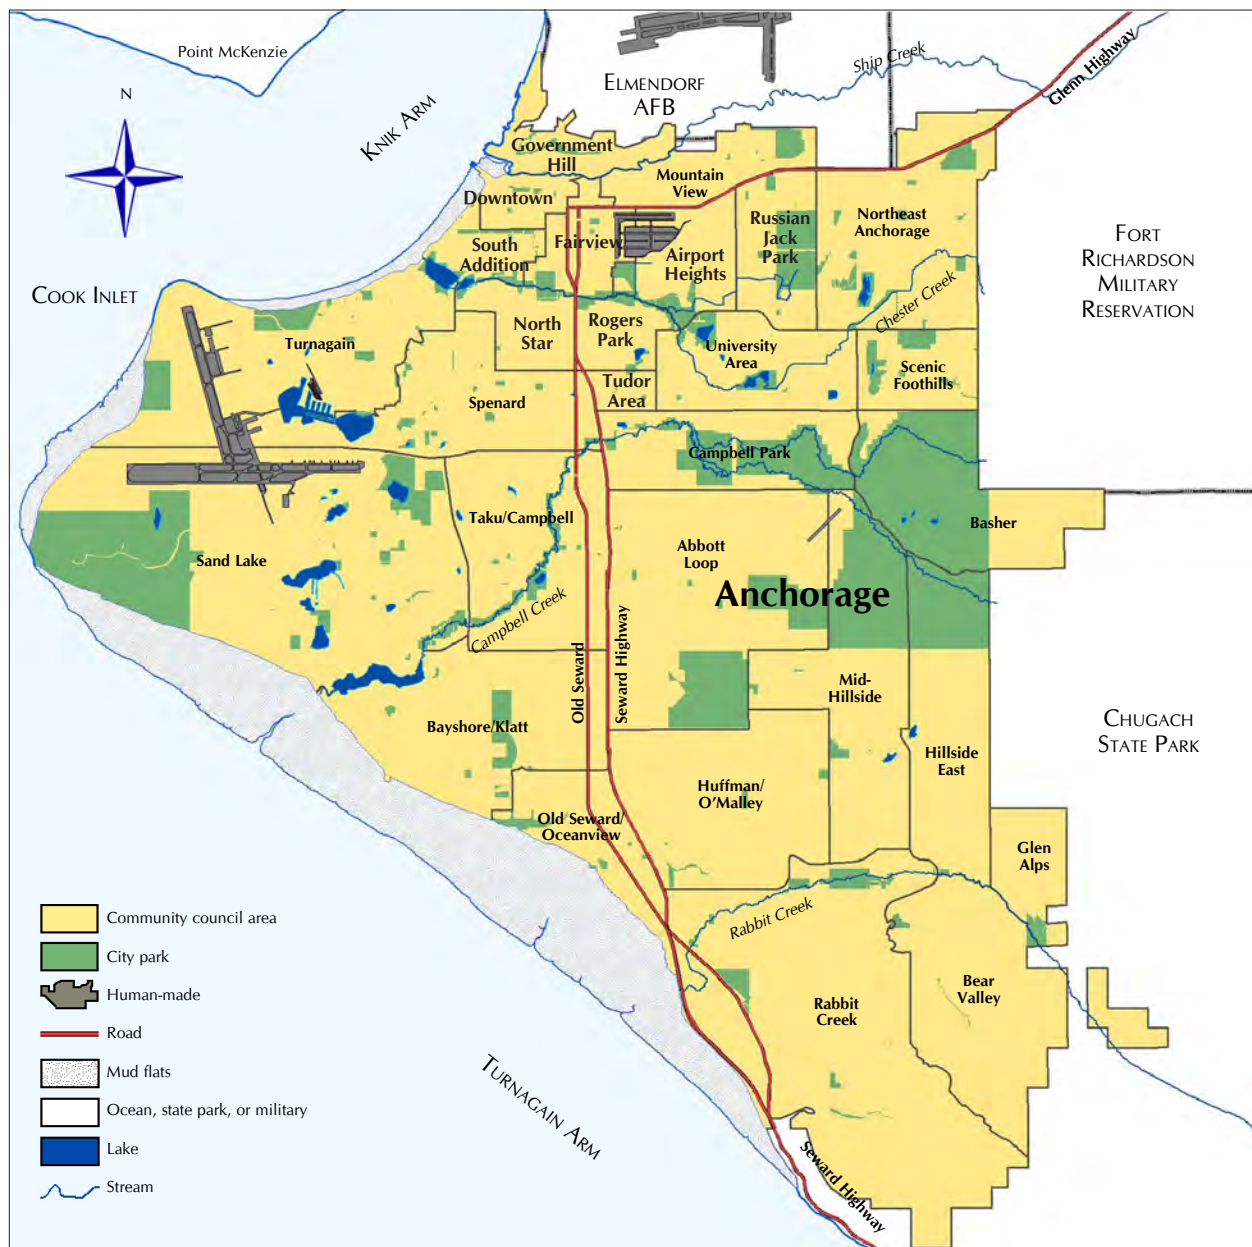 Point McKenzie
N
KNIK ARM
ELMENDORF
AFB
Ship Creek
Glenn Highway
Government
Hill
Mountain
View
Downtown
Fairview
South
Addition
Airport
Heights
Russian
Jack
Park
Northeast
Anchorage
FORT
RICHARDSON
MILITARY
RESERVATION
COOK INLET
Turnagain
North
Star
Rogers
Park
University
Area
Chester Creek
Scenic
Foothills
Spenard
Tudor
Area
Campbell Park
Taku/Campbell
Basher
Sand Lake
Abbott
Loop
Anchorage
Campbell Creek
Old Seward
Seward Highway
Mid-
Hillside
Bayshore/Klatt
Hillside
East
CHUGACH
STATE PARK
Huffman/
O'Malley
Old Seward/
Oceanview
Glen
Alps
Rabbit Creek
Bear
Valley
Rabbit
Creek
TURNAGAIN ARM
Seward Highway
Community council area
City park
Human-made
Road
Mud flats
Ocean, state park, or military
Lake
Stream